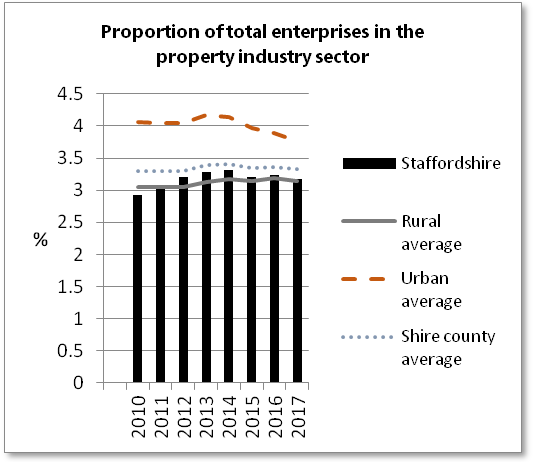 Proportion of total enterprises in the
property industry sector
4.5
4
3.5
3
2.5
2
1.5
1
0.5
0
%
2010
2011
2012
2013
2014
2015
2016
2017
Staffordshire
Rural
average
Urban
average
Shire county
average